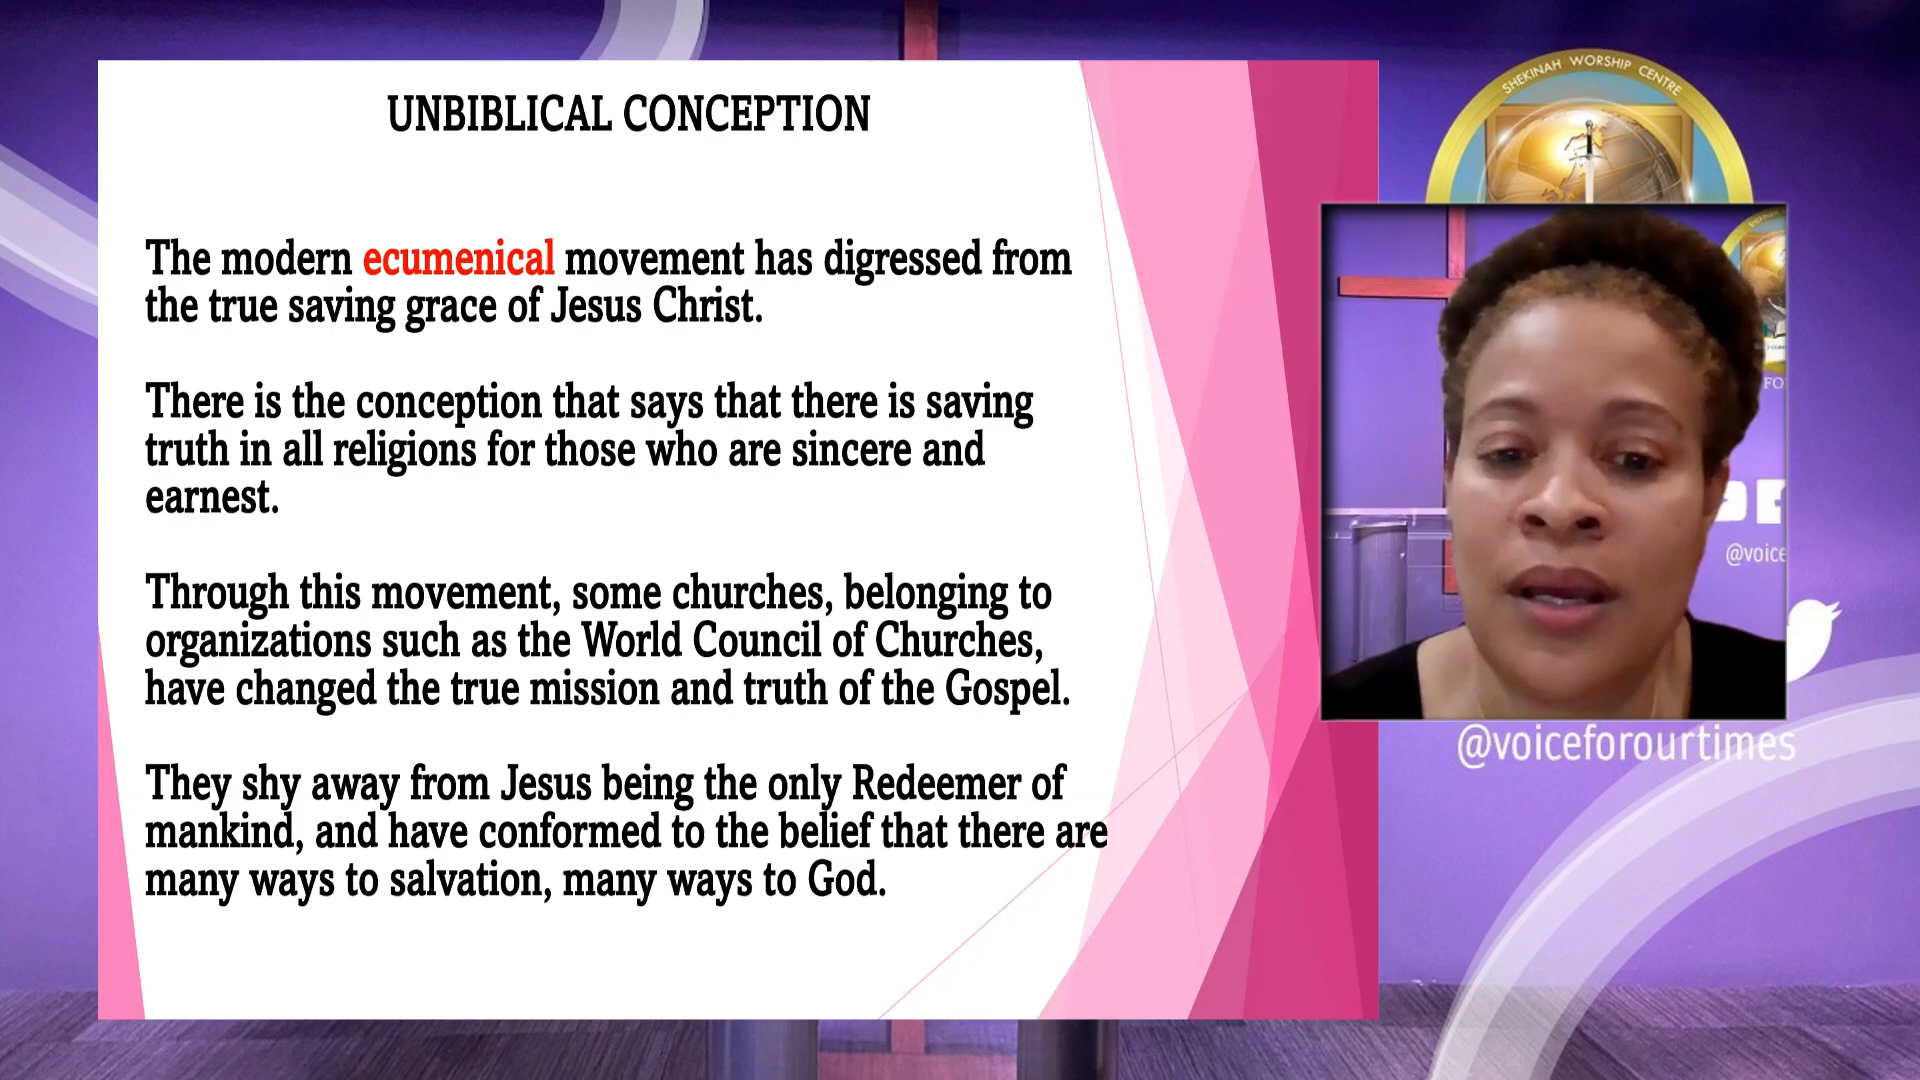 UNBIBLICAL CONCEPTION
The modern ecumenical movement has digressed from
the true saving grace of Jesus Christ.
There is the conception that says that there is saving
truth in all religions for those who are sincere and
earnest.
Through this movement, some churches, belonging to
organizations such as the World Council of Churches,
have changed the true mission and truth of the Gospel.
They shy away from Jesus being the only Redeemer of
mankind, and have conformed to the belief that there are
many ways to salvation, many ways to God.
SHEKINAH WORSHIP CENTRE
FO
@voice
@voiceforourtimes